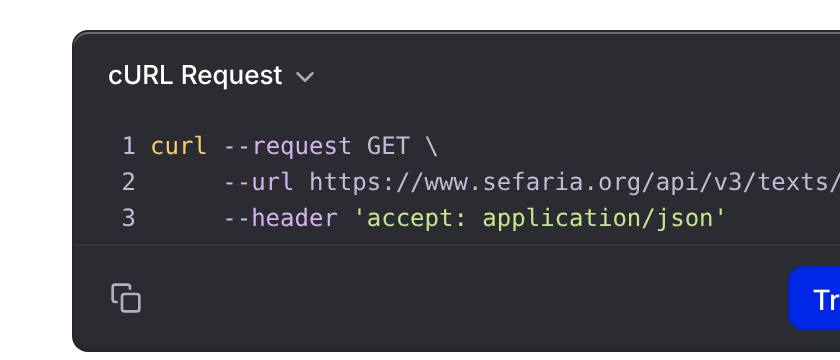 cURL Request
1 curl --request GET \
2 --url https://www.sefaria.org/api/v3/texts/
3 --header 'accept: application/json'